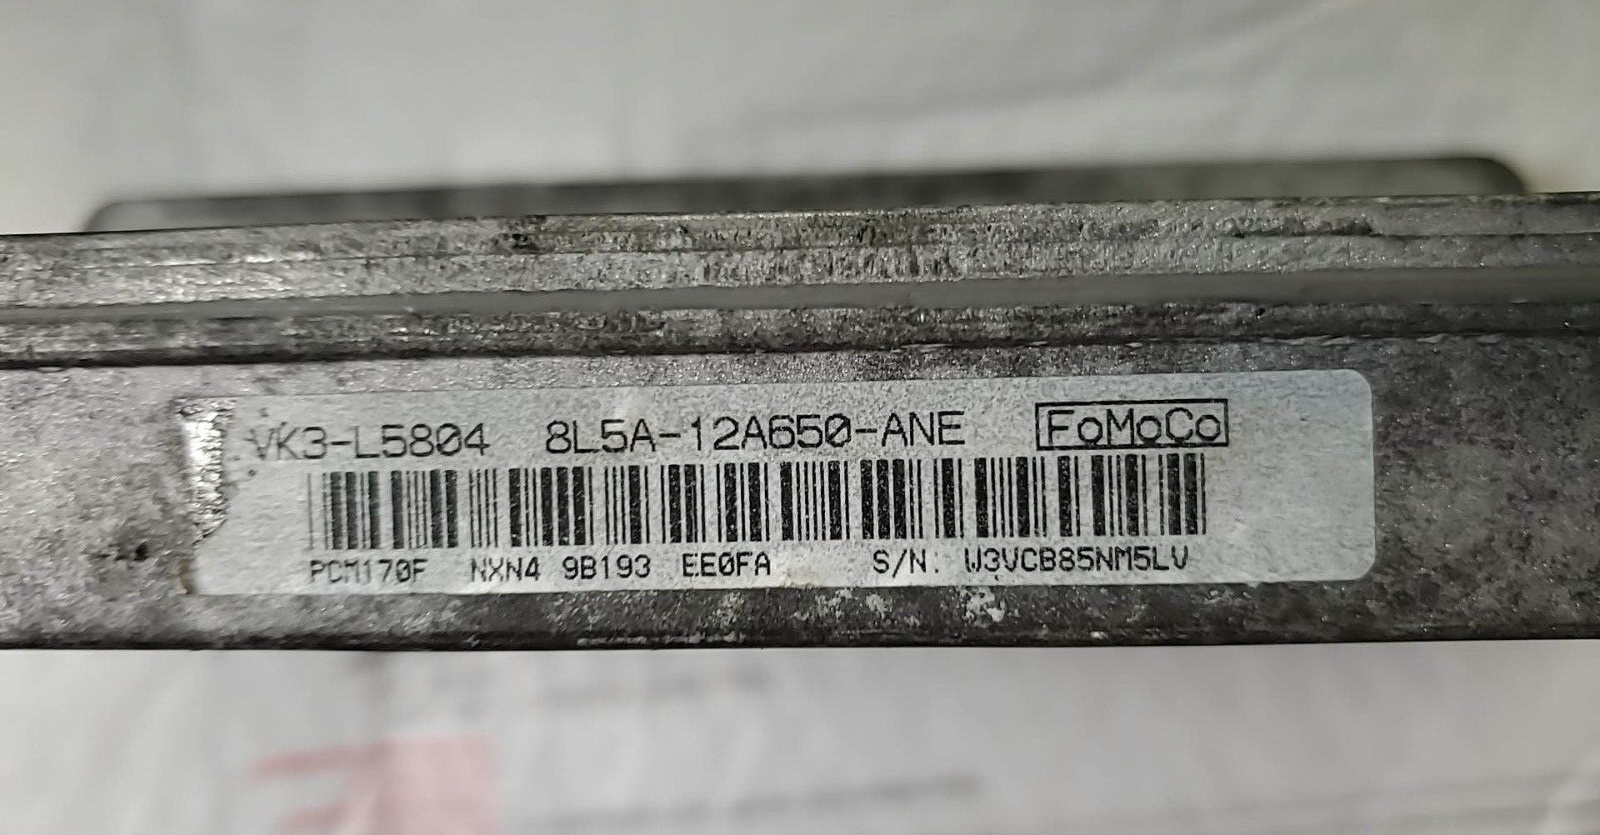 VK3-L5804 8L5A-12A650-ANE FoMoCo
PCM170F NXN4 9B193 EE0FA S/N. W3VCB85NM5LV